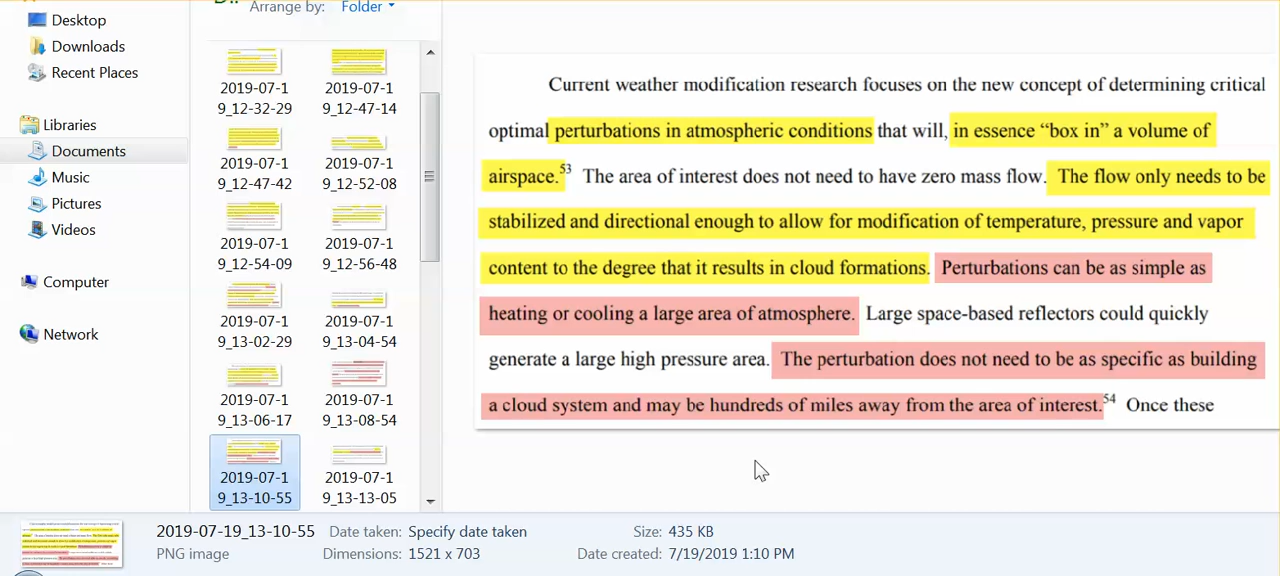 Arrange by: Folder
Desktop
Downloads
Recent Places
Libraries
Documents
Music
Pictures
Videos
Computer
Network
2019-07-1
9_12-32-29
2019-07-1
9_12-47-14
2019-07-1
9_12-47-42
2019-07-1
9_12-52-08
2019-07-1
9_12-54-09
2019-07-1
9_12-56-48
2019-07-1
9_13-02-29
2019-07-1
9_13-04-54
2019-07-1
9_13-06-17
2019-07-1
9_13-08-54
2019-07-1
9_13-10-55
2019-07-1
9_13-13-05
Current weather modification research focuses on the new concept of determining critical
optimal perturbations in atmospheric conditions that will, in essence “box in” a volume of
airspace.53 The area of interest does not need to have zero mass flow. The flow only needs to be
stabilized and directional enough to allow for modification of temperature, pressure and vapor
content to the degree that it results in cloud formations. Perturbations can be as simple as
heating or cooling a large area of atmosphere. Large space-based reflectors could quickly
generate a large high pressure area. The perturbation does not need to be as specific as building
a cloud system and may be hundreds of miles away from the area of interest.54 Once these
2019-07-19_13-10-55 Date taken: Specify date taken Size: 435 KB
PNG image Dimensions: 1521 x 703 Date created: 7/19/2019 1:10 PM